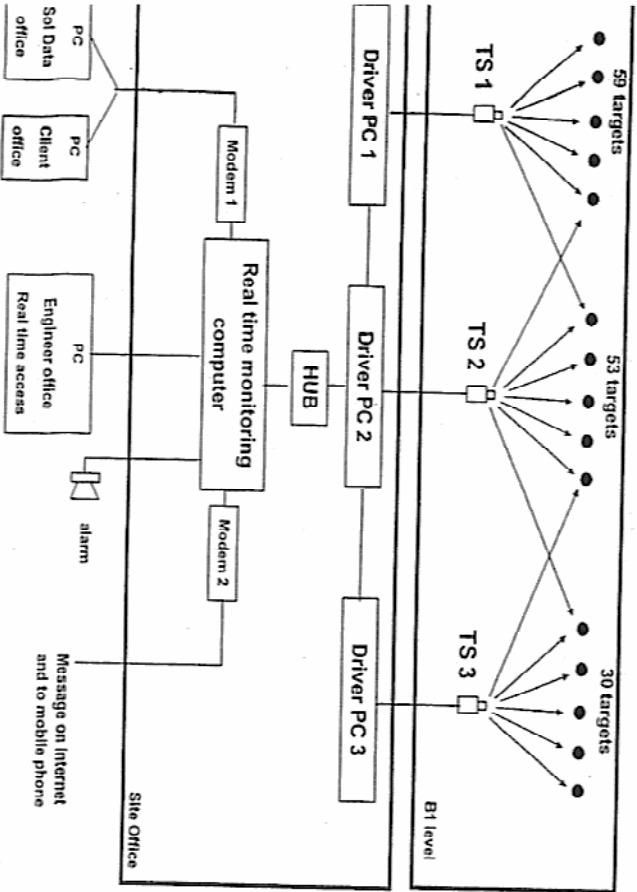 59 targets
53 targets
30 targets
TS 1
TS 2
TS 3
B1 level
Driver PC 1
Driver PC 2
Driver PC 3
HUB
Modem 1
Real time monitoring
computer
Modem 2
Site Office
PC
Sol Data
office
PC
Client
office
PC
Engineer office
Real time access
alarm
Message on Internet
and to mobile phone